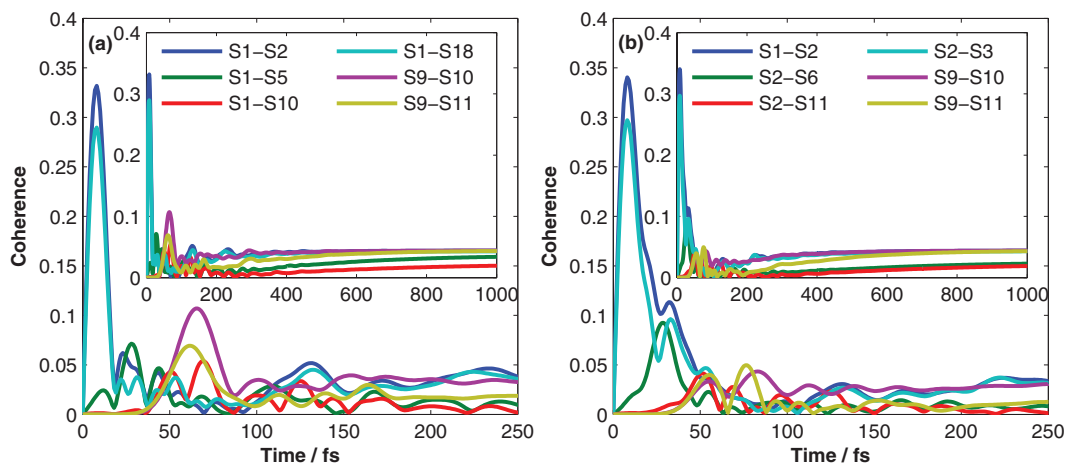 (a)
S1−S2
S1−S5
S1−S10
S1−S18
S9−S10
S9−S11
0.4
0.35
0.3
0.25
0.2
0.15
0.1
0.05
0
Coherence
0.4
0.3
0.2
0.1
0
0 200 400 600 800 1000
0 50 100 150 200 250
Time / fs
(b)
S1−S2
S2−S6
S2−S11
S2−S3
S9−S10
S9−S11
0.4
0.35
0.3
0.25
0.2
0.15
0.1
0.05
0
Coherence
0.4
0.3
0.2
0.1
0
0 200 400 600 800 1000
0 50 100 150 200 250
Time / fs